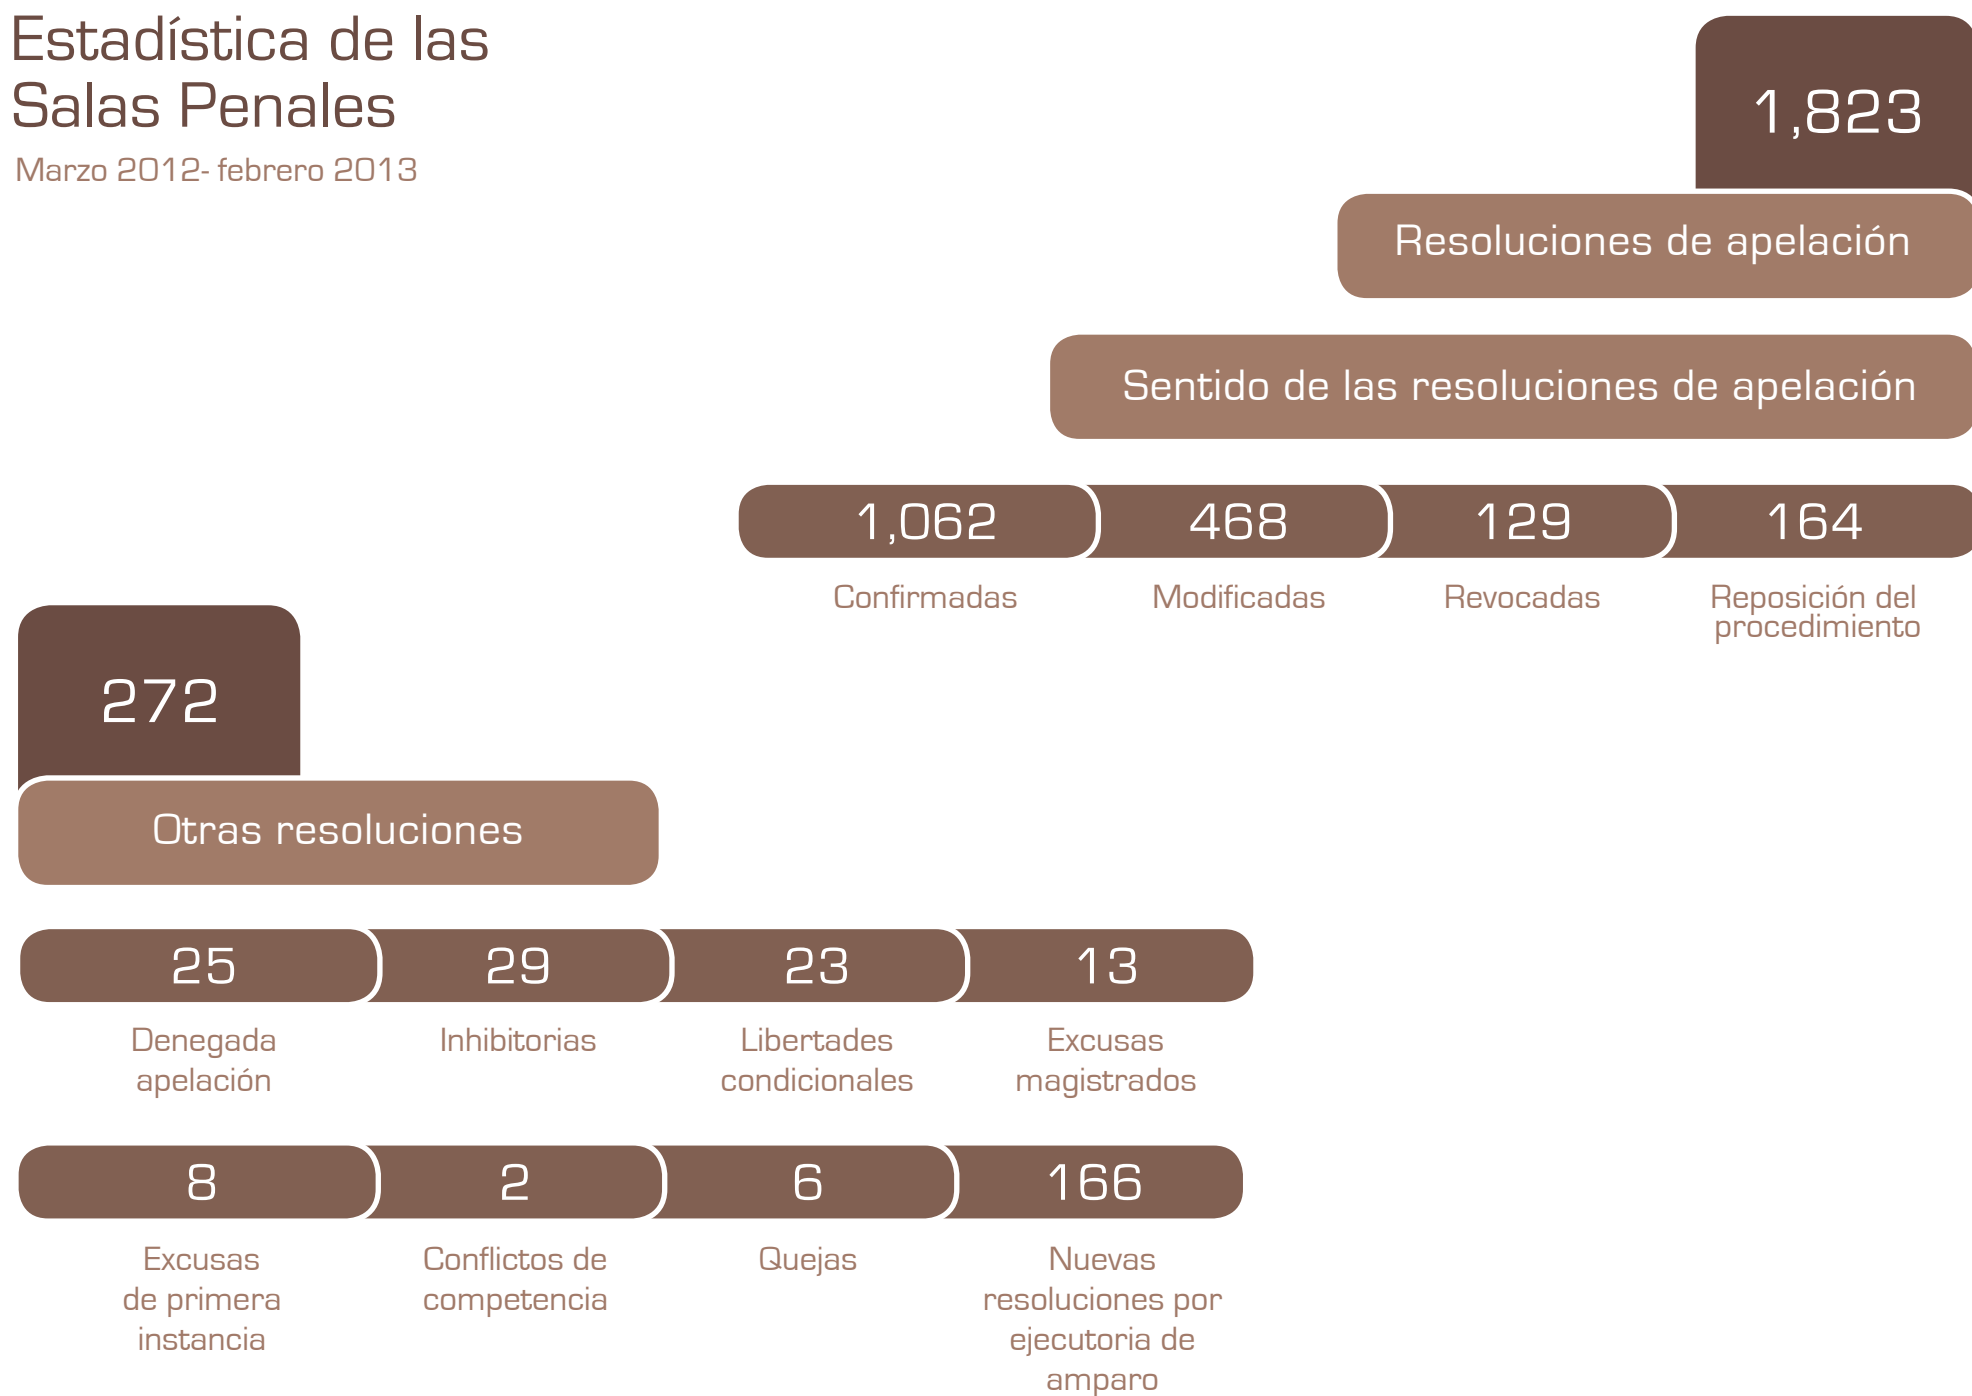 Estadística de las
Salas Penales
Marzo 2012- febrero 2013
1,823
Resoluciones de apelación
Sentido de las resoluciones de apelación
1,062 468 129 164
Confirmadas Modificadas Revocadas Reposición del
procedimiento
272
Otras resoluciones
25 29 23 13
Denegada Inhibitorias Libertades Excusas
apelación condicionales magistrados
8 2 6 166
Excusas Conflictos de Quejas Nuevas
de primera competencia resoluciones por
instancia ejecutoria de
amparo